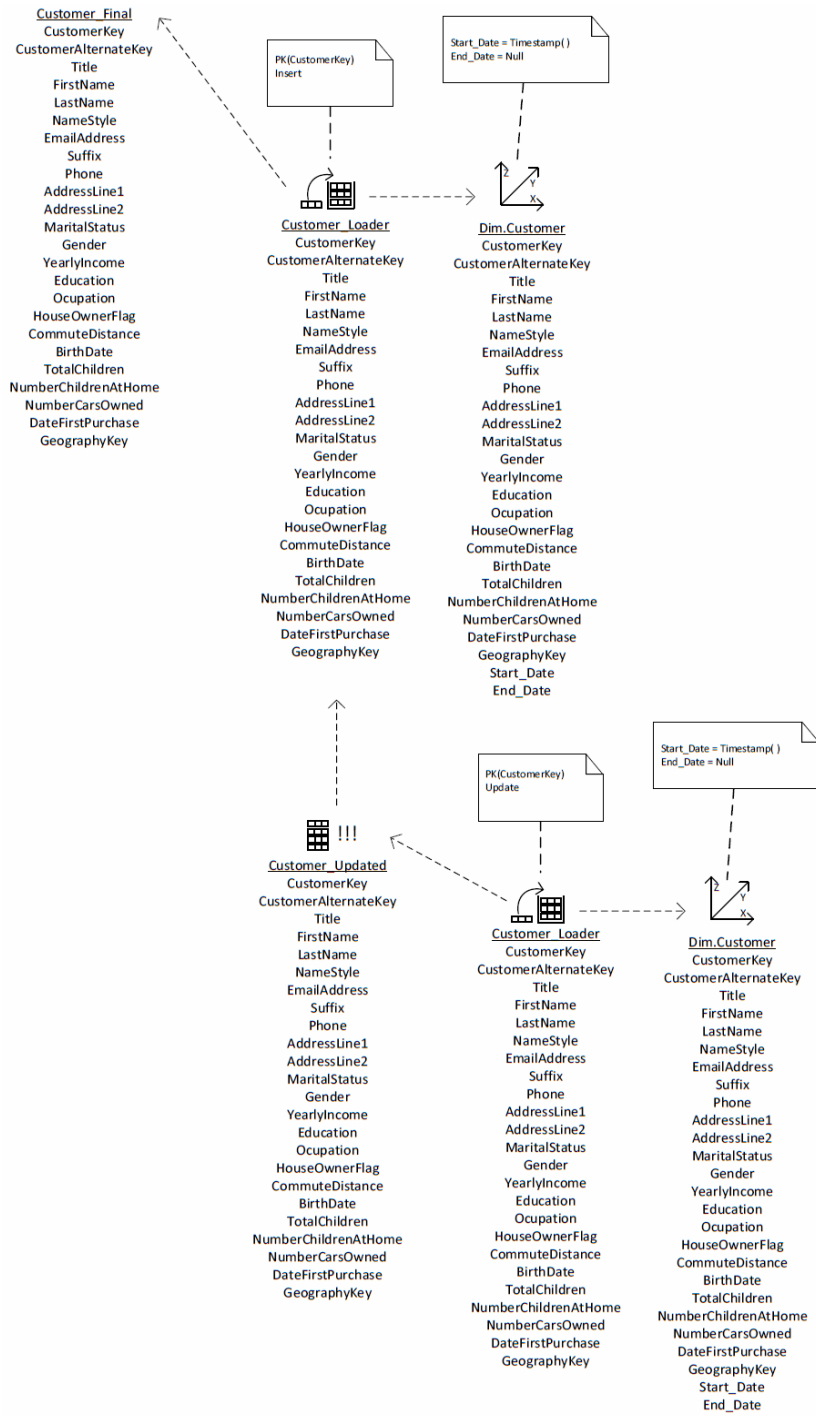 Customer_Final
CustomerKey
CustomerAlternateKey
Title
FirstName
LastName
NameStyle
EmailAddress
Suffix
Phone
AddressLine1
AddressLine2
MaritalStatus
Gender
YearlyIncome
Education
Ocupation
HouseOwnerFlag
CommuteDistance
BirthDate
TotalChildren
NumberChildrenAtHome
NumberCarsOwned
DateFirstPurchase
GeographyKey
PK(CustomerKey)
Insert
Customer_Loader
CustomerKey
CustomerAlternateKey
Title
FirstName
LastName
NameStyle
EmailAddress
Suffix
Phone
AddressLine1
AddressLine2
MaritalStatus
Gender
YearlyIncome
Education
Ocupation
HouseOwnerFlag
CommuteDistance
BirthDate
TotalChildren
NumberChildrenAtHome
NumberCarsOwned
DateFirstPurchase
GeographyKey
Start_Date = Timestamp( )
End_Date = Null
Z
Y
X
Dim.Customer
CustomerKey
CustomerAlternateKey
Title
FirstName
LastName
NameStyle
EmailAddress
Suffix
Phone
AddressLine1
AddressLine2
MaritalStatus
Gender
YearlyIncome
Education
Ocupation
HouseOwnerFlag
CommuteDistance
BirthDate
TotalChildren
NumberChildrenAtHome
NumberCarsOwned
DateFirstPurchase
GeographyKey
Start_Date
End_Date
!!!
Customer_Updated
CustomerKey
CustomerAlternateKey
Title
FirstName
LastName
NameStyle
EmailAddress
Suffix
Phone
AddressLine1
AddressLine2
MaritalStatus
Gender
YearlyIncome
Education
Ocupation
HouseOwnerFlag
CommuteDistance
BirthDate
TotalChildren
NumberChildrenAtHome
NumberCarsOwned
DateFirstPurchase
GeographyKey
PK(CustomerKey)
Update
Customer_Loader
CustomerKey
CustomerAlternateKey
Title
FirstName
LastName
NameStyle
EmailAddress
Suffix
Phone
AddressLine1
AddressLine2
MaritalStatus
Gender
YearlyIncome
Education
Ocupation
HouseOwnerFlag
CommuteDistance
BirthDate
TotalChildren
NumberChildrenAtHome
NumberCarsOwned
DateFirstPurchase
GeographyKey
Start_Date = Timestamp( )
End_Date = Null
Z
Y
X
Dim.Customer
CustomerKey
CustomerAlternateKey
Title
FirstName
LastName
NameStyle
EmailAddress
Suffix
Phone
AddressLine1
AddressLine2
MaritalStatus
Gender
YearlyIncome
Education
Ocupation
HouseOwnerFlag
CommuteDistance
BirthDate
TotalChildren
NumberChildrenAtHome
NumberCarsOwned
DateFirstPurchase
GeographyKey
Start_Date
End_Date